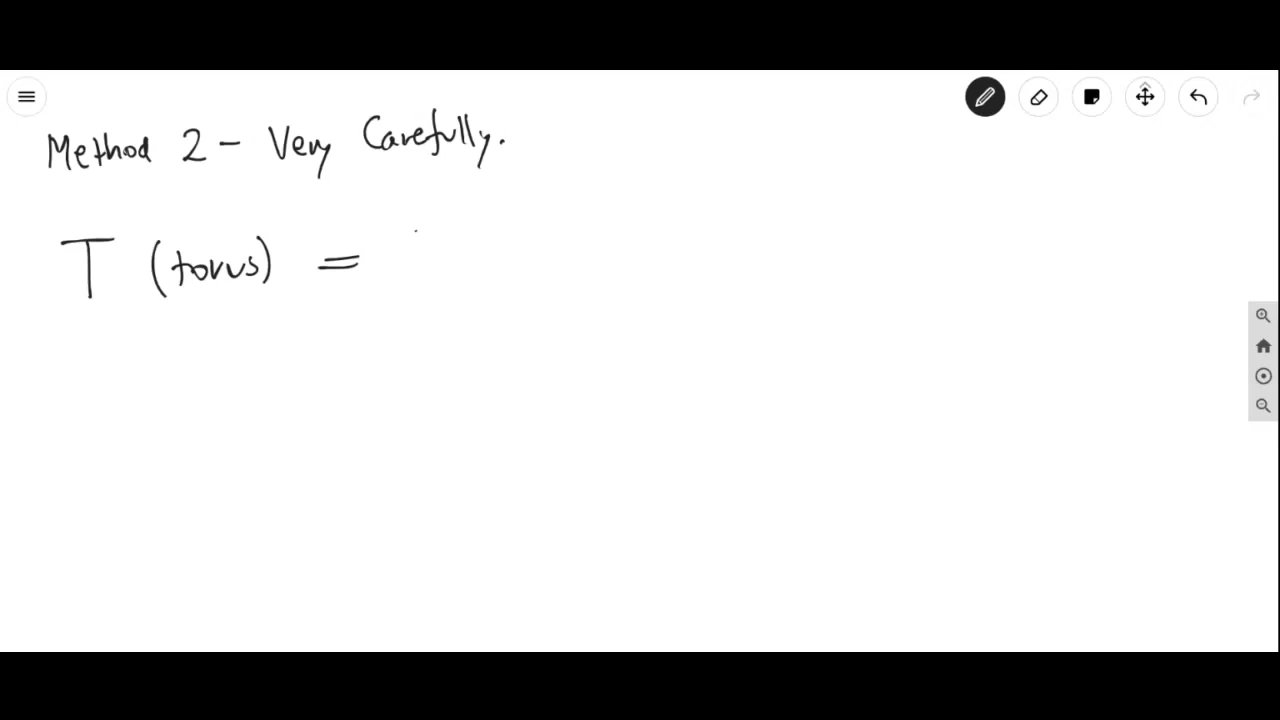 Method 2 - Very Carefully.
T (torus) =